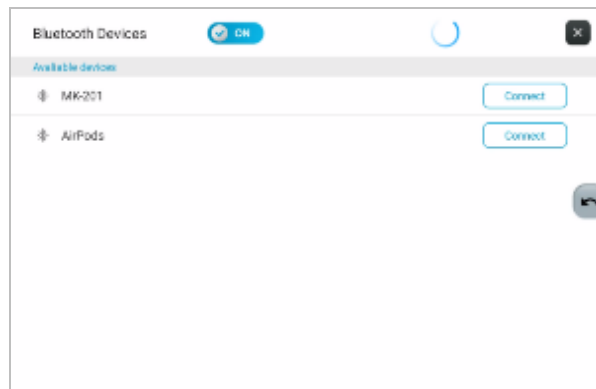 Bluetooth Devices ON
Available devices
MK-201 Connect
AirPods Connect